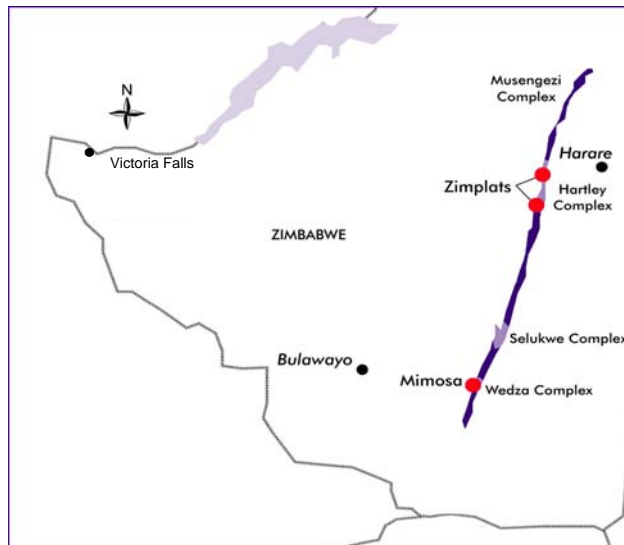 Musengezi
Complex
N
Harare
Victoria Falls
Zimplats
Hartley
Complex
ZIMBABWE
Selukwe Complex
Bulawayo
Mimosa
Wedza Complex